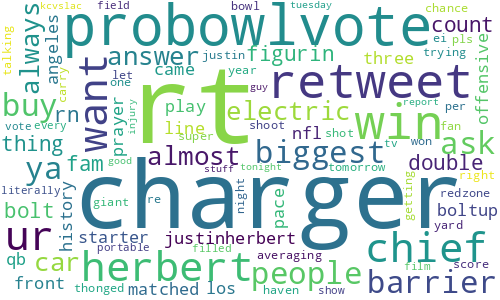 kcvslac field bowl tuesday
probowlvote chance
talking always angeles justin trying ei pls count
answer figurin
came three
carry let electric
retweet offensive
want rt win
buy rn prayer one play year nfl per
thing injury line guy shoot shot fan ask
ya fam almost super biggest tv won report
vote every charger double
literally history good stuff tonight tomorrow right
bolt re pace getting redzone boltup
ur giant night yard
starter justinherbert chief
qb portable filled averaging film score
car herbert people barrier
front thonged matched los haven show